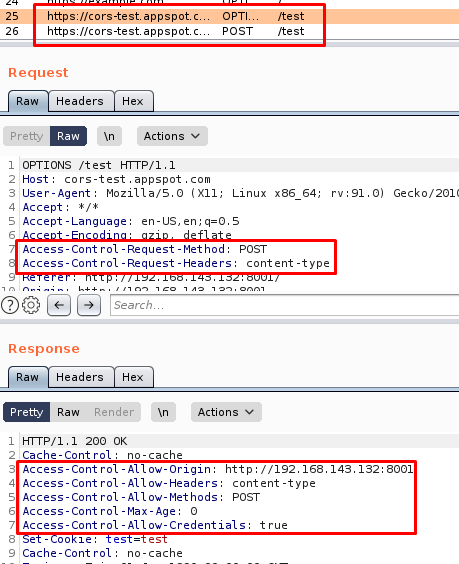 24 https://example.com OPTI... /
25 https://cors-test.appspot.c... OPTI... /test
26 https://cors-test.appspot.c... POST /test
Request
Raw Headers Hex
Pretty Raw \n Actions
1 OPTIONS /test HTTP/1.1
2 Host: cors-test.appspot.com
3 User-Agent: Mozilla/5.0 (X11; Linux x86_64; rv:91.0) Gecko/2010
4 Accept: */*
5 Accept-Language: en-US,en;q=0.5
6 Accept-Encoding: gzip, deflate
7 Access-Control-Request-Method: POST
8 Access-Control-Request-Headers: content-type
9 Referer: http://192.168.143.132:8001/
10 Origin: http://192.168.143.132:8001
Search...
Response
Raw Headers Hex
Pretty Raw Render \n Actions
1 HTTP/1.1 200 OK
2 Cache-Control: no-cache
3 Access-Control-Allow-Origin: http://192.168.143.132:8001
4 Access-Control-Allow-Headers: content-type
5 Access-Control-Allow-Methods: POST
6 Access-Control-Max-Age: 0
7 Access-Control-Allow-Credentials: true
8 Set-Cookie: test=test
9 Cache-Control: no-cache